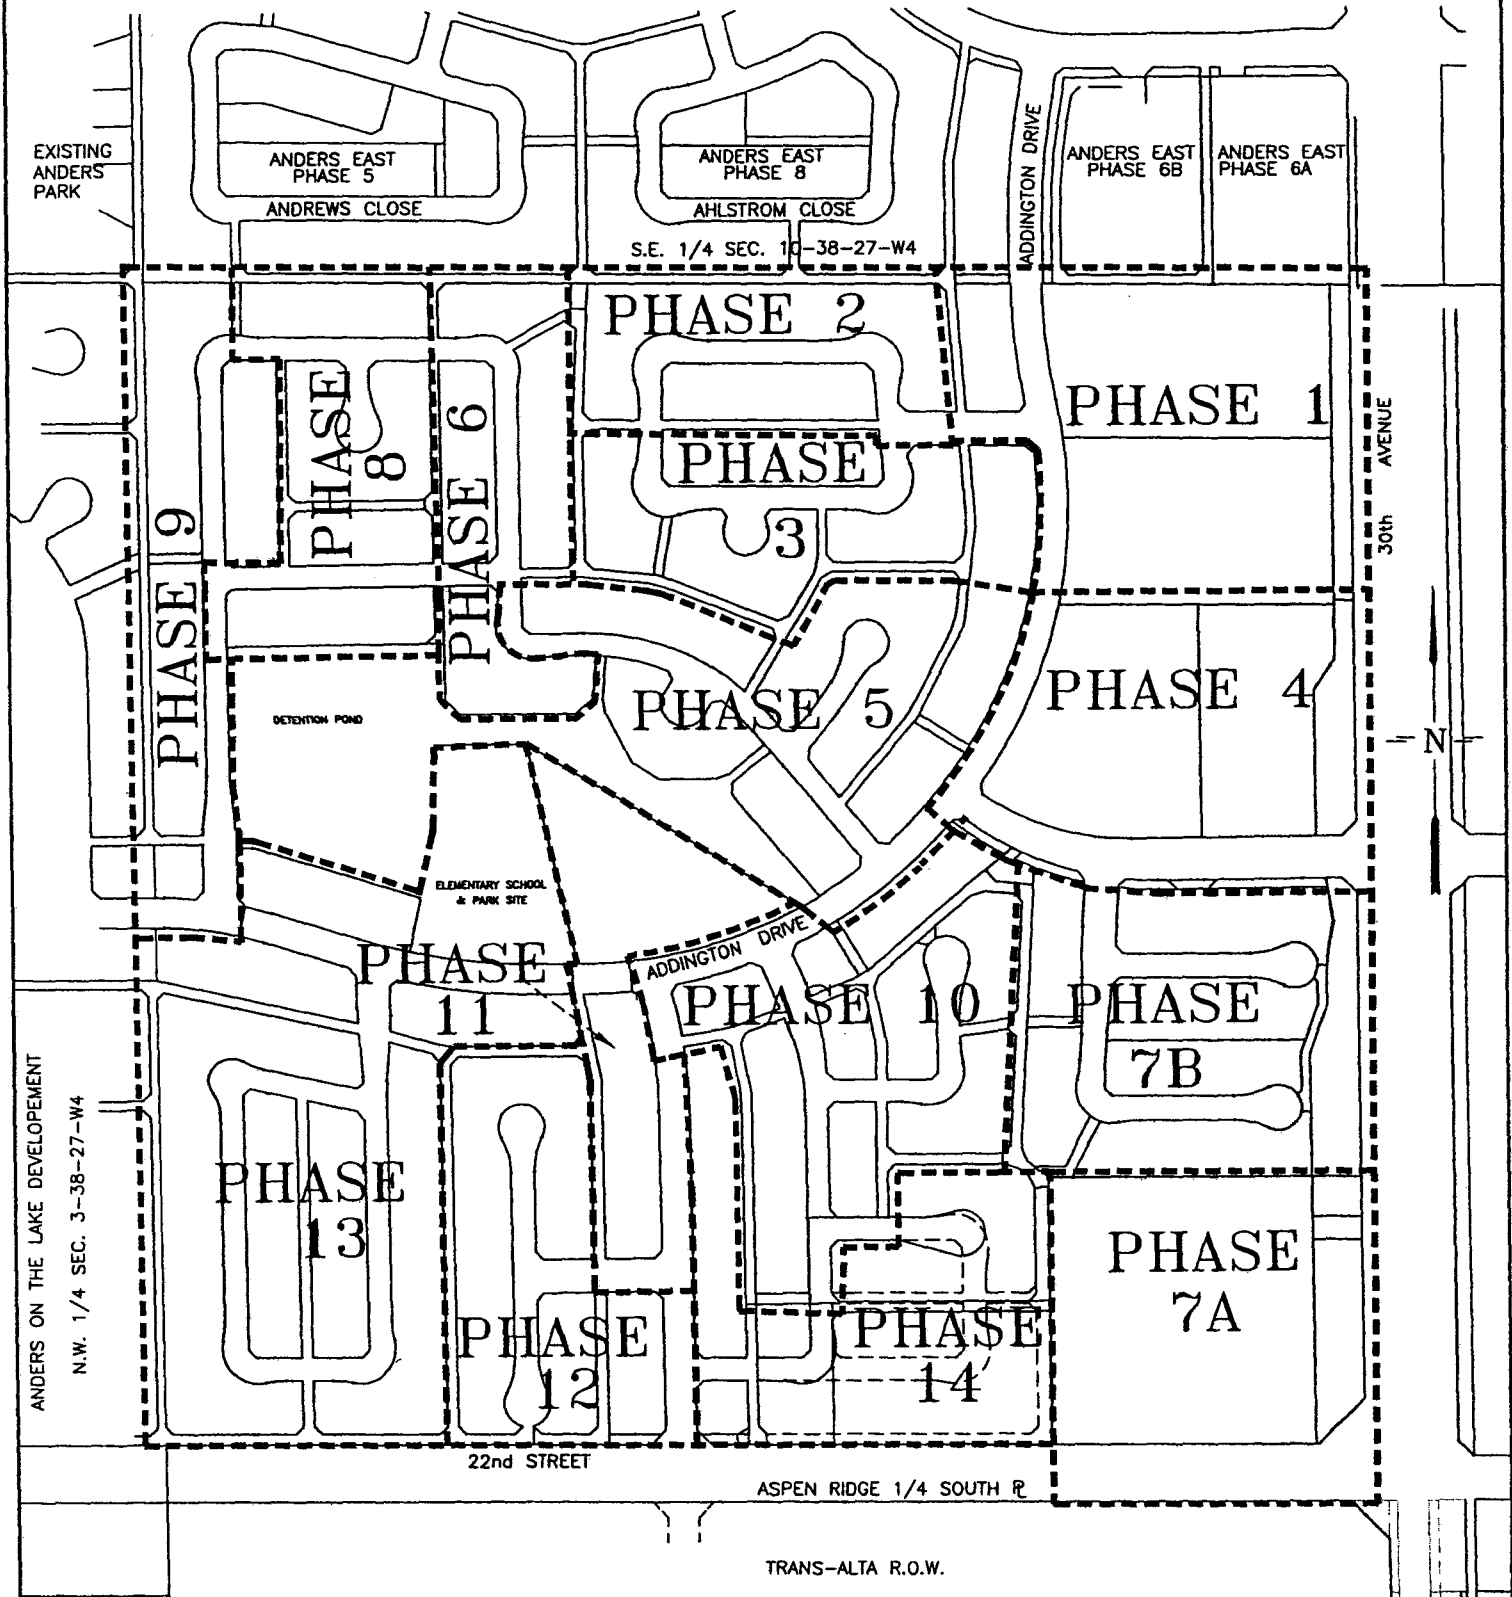 EXISTING
ANDERS
PARK
ANDERS EAST
PHASE 5
ANDREWS CLOSE
ANDERS EAST
PHASE 8
AHLSTROM CLOSE
ADDINGTON DRIVE
ANDERS EAST
PHASE 6B
ANDERS EAST
PHASE 6A
S.E. 1/4 SEC. 10-38-27-W4
PHASE 2
PHASE 1
30th AVENUE
PHASE
8
PHASE 6
PHASE
3
PHASE 9
PHASE 5
PHASE 4
N
DETENTION POND
ELEMENTARY SCHOOL
& PARK SITE
ADDINGTON DRIVE
PHASE
11
PHASE 10
PHASE
7B
ANDERS ON THE LAKE DEVELOPEMENT
N.W. 1/4 SEC. 3-38-27-W4
PHASE
13
PHASE
12
PHASE
14
PHASE
7A
22nd STREET
ASPEN RIDGE 1/4 SOUTH PL
TRANS-ALTA R.O.W.